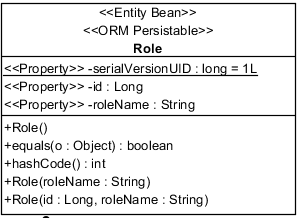 <<Entity Bean>>
<<ORM Persistable>>
Role
<<Property>> -serialVersionUID : long = 1L
<<Property>> -id : Long
<<Property>> -roleName : String
+Role()
+equals(o : Object) : boolean
+hashCode() : int
+Role(roleName : String)
+Role(id : Long, roleName : String)